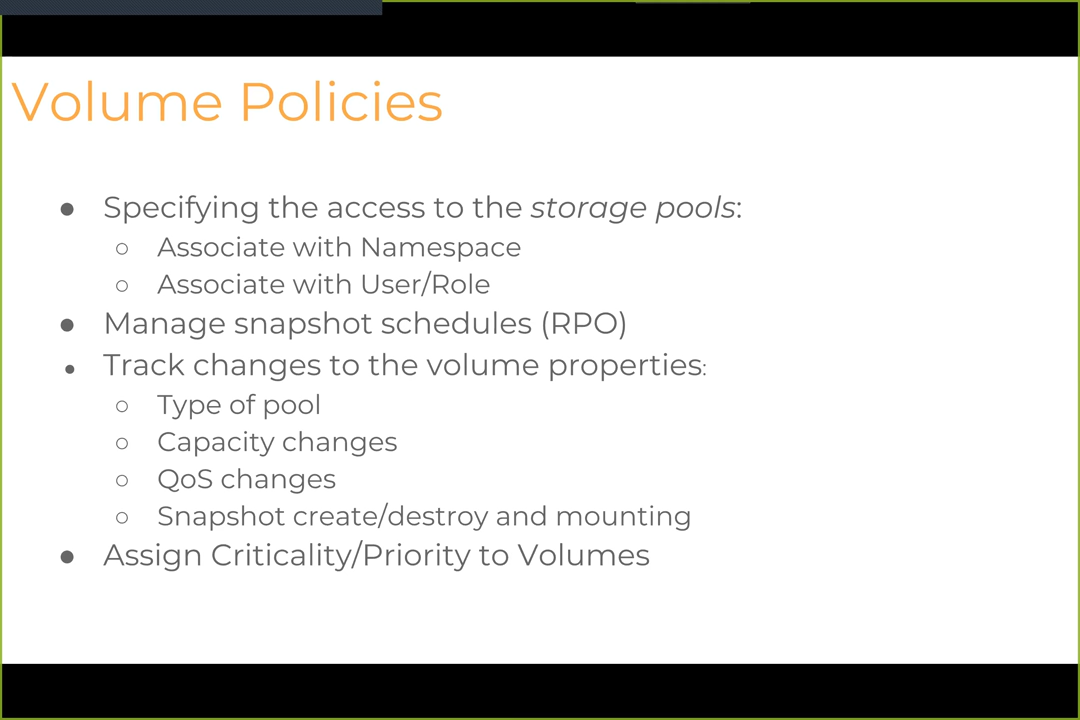 Volume Policies
● Specifying the access to the storage pools:
○ Associate with Namespace
○ Associate with User/Role
● Manage snapshot schedules (RPO)
● Track changes to the volume properties:
○ Type of pool
○ Capacity changes
○ QoS changes
○ Snapshot create/destroy and mounting
● Assign Criticality/Priority to Volumes